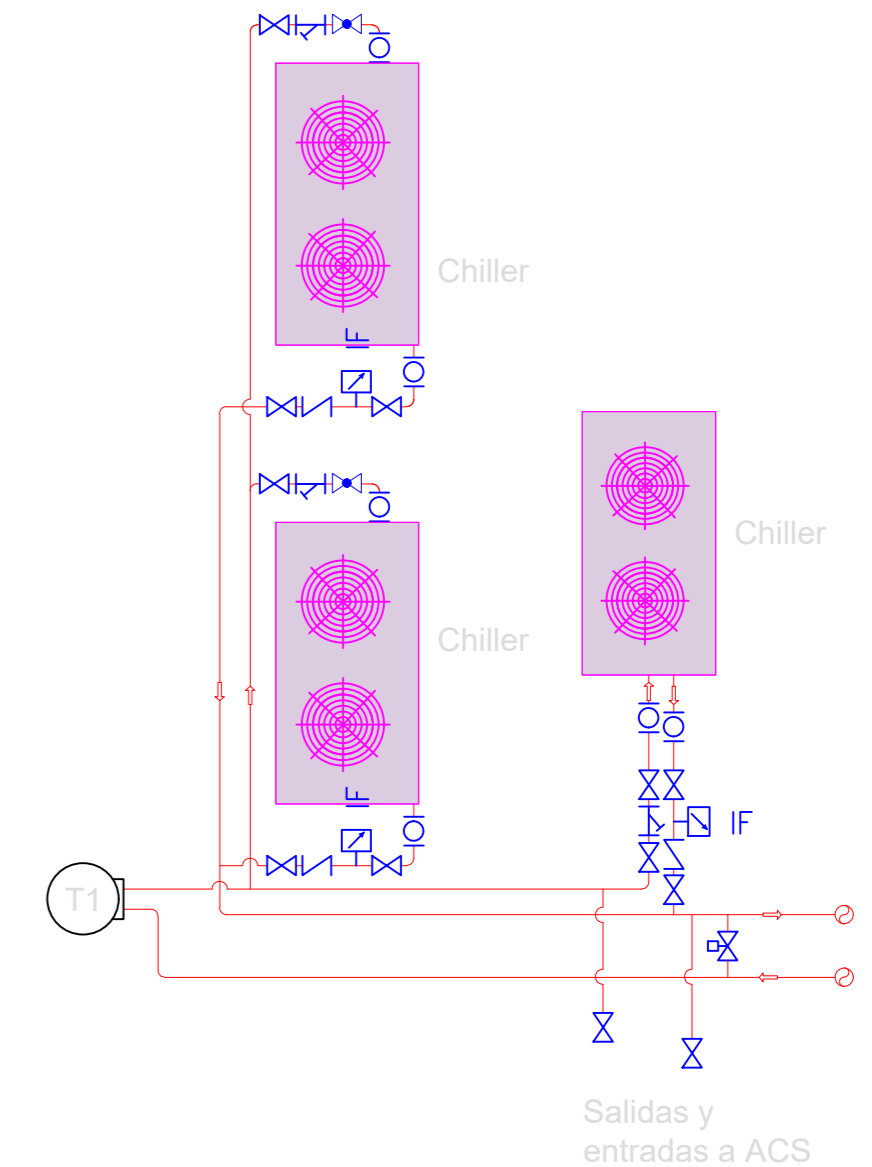 Chiller
IF
Chiller
Chiller
IF
IF
T1
Salidas y
entradas a ACS